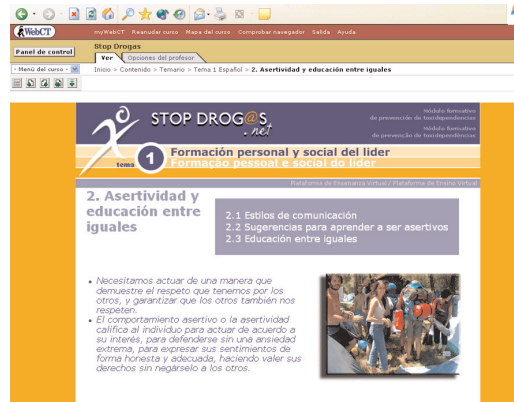 WebCT
myWebCT Reanudar curso Mapa del curso Comprobar navegador Salida Ayuda
Panel de control
Stop Drogas
Ver Opciones del profesor
- Menú del curso -
Inicio > Contenido > Temario > Tema 1 Español > 2. Asertividad y educación entre iguales
STOP DROG@S
.net
Módulo formativo
de prevención de toxidependencias
Módulo formativo
de prevenção de toxidependências
tema 1
Formación personal y social del lider
Formação pessoal e social do lider
Plataforma de Ensenanza Virtual / Plataforma de Ensino Virtual
2. Asertividad y
educación entre
iguales
2.1 Estilos de comunicación
2.2 Sugerencias para aprender a ser asertivos
2.3 Educación entre iguales
• Necesitamos actuar de una manera que
demuestre el respeto que tenemos por los
otros, y garantizar que los otros también nos
respeten.
• El comportamiento asertivo o la asertividad
califica al individuo para actuar de acuerdo a
su interés, para defenderse sin una ansiedad
extrema, para expresar sus sentimientos de
forma honesta y adecuada, haciendo valer sus
derechos sin negárselo a los otros.